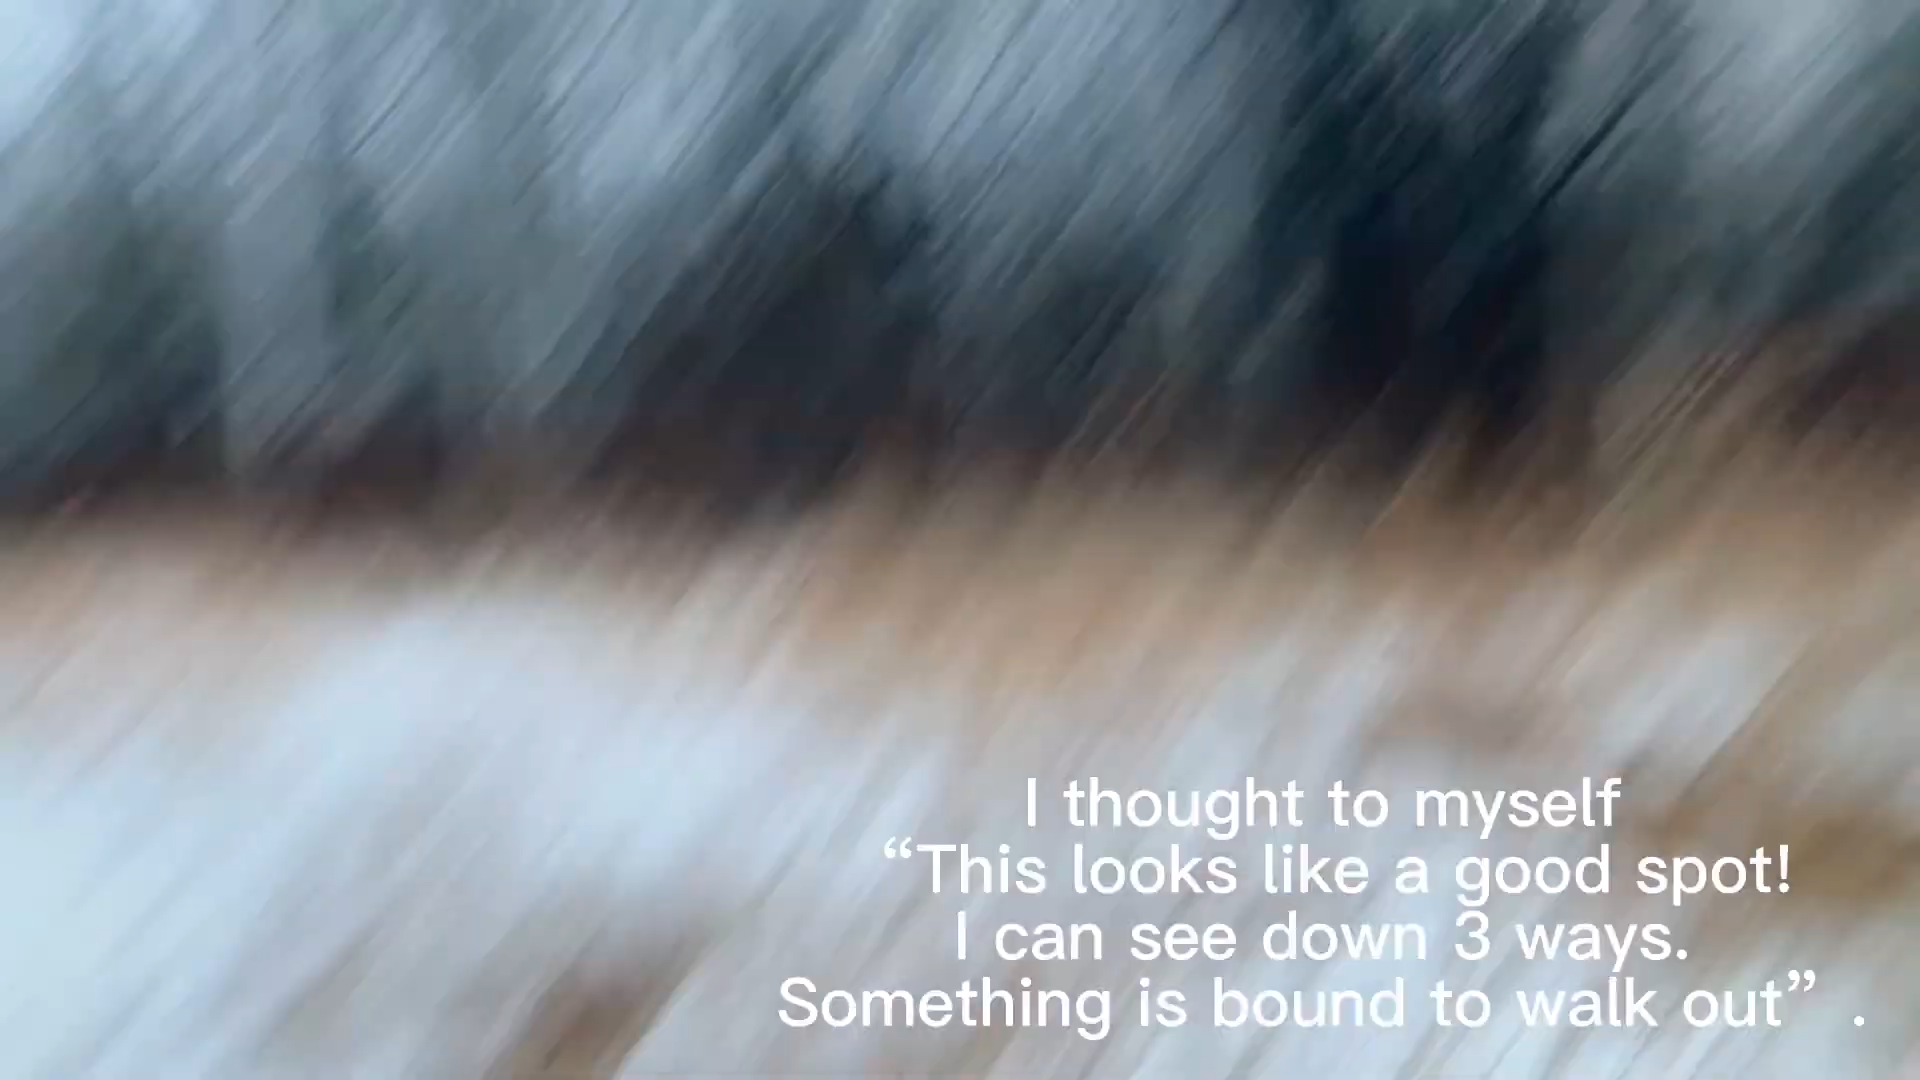 I thought to myself
“This looks like a good spot!
I can see down 3 ways.
Something is bound to walk out” .